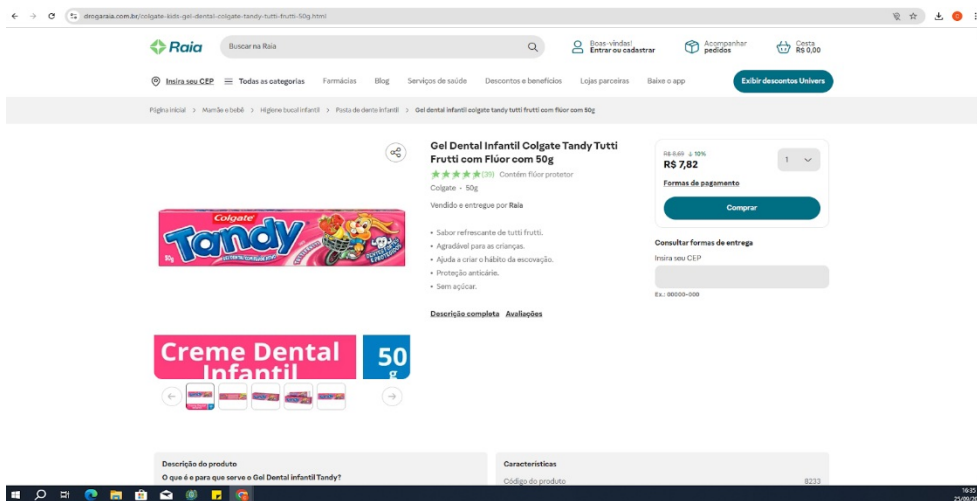 drogaraia.com.br/colgate-kids-gel-dental-colgate-tandy-tutti-frutti-50g.html
Raia
Buscar na Raia
Boas-vindas!
Entrar ou cadastrar
Acompanhar
pedidos
Cesta
R$ 0,00
Insira seu CEP
Todas as categorias
Farmácias
Blog
Serviços de saúde
Descontos e benefícios
Lojas parceiras
Baixe o app
Exibir descontos Univers
Página inicial > Mamãe e bebê > Higiene bucal infantil > Pasta de dente infantil > Gel dental infantil colgate tandy tutti frutti com flúor com 50g
Gel Dental Infantil Colgate Tandy Tutti
Frutti com Flúor com 50g
(39) Contém flúor protetor
Colgate • 50g
Vendido e entregue por Raia
• Sabor refrescante de tutti frutti.
• Agradável para as crianças.
• Ajuda a criar o hábito da escovação.
• Proteção anticárie.
• Sem açúcar.
Descrição completa Avaliações
10%
R$ 7,82
1
Formas de pagamento
Comprar
Consultar formas de entrega
Insira seu CEP
Ex.: 00000-000
Colgate
Tandy
50g
Creme Dental
Infantil
50
g
Descrição do produto
O que é e para que serve o Gel Dental infantil Tandy?
Características
Código do produto
8233
16:35